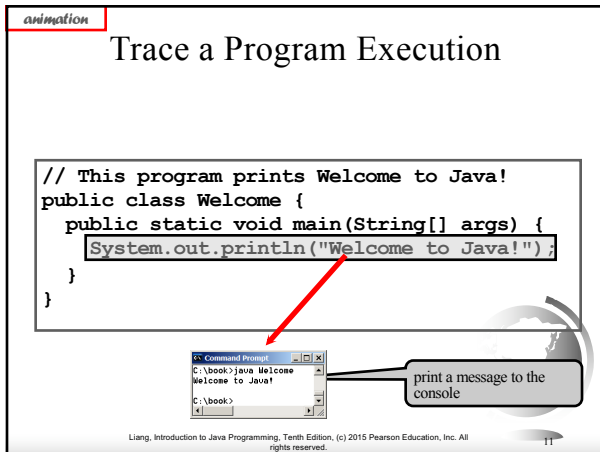 animation
Trace a Program Execution
// This program prints Welcome to Java!
public class Welcome {
public static void main(String[] args) {
System.out.println("Welcome to Java!");
}
}
Command Prompt
C:\book>java Welcome
Welcome to Java!
C:\book>
print a message to the
console
Liang, Introduction to Java Programming, Tenth Edition, (c) 2015 Pearson Education, Inc. All
rights reserved.
11